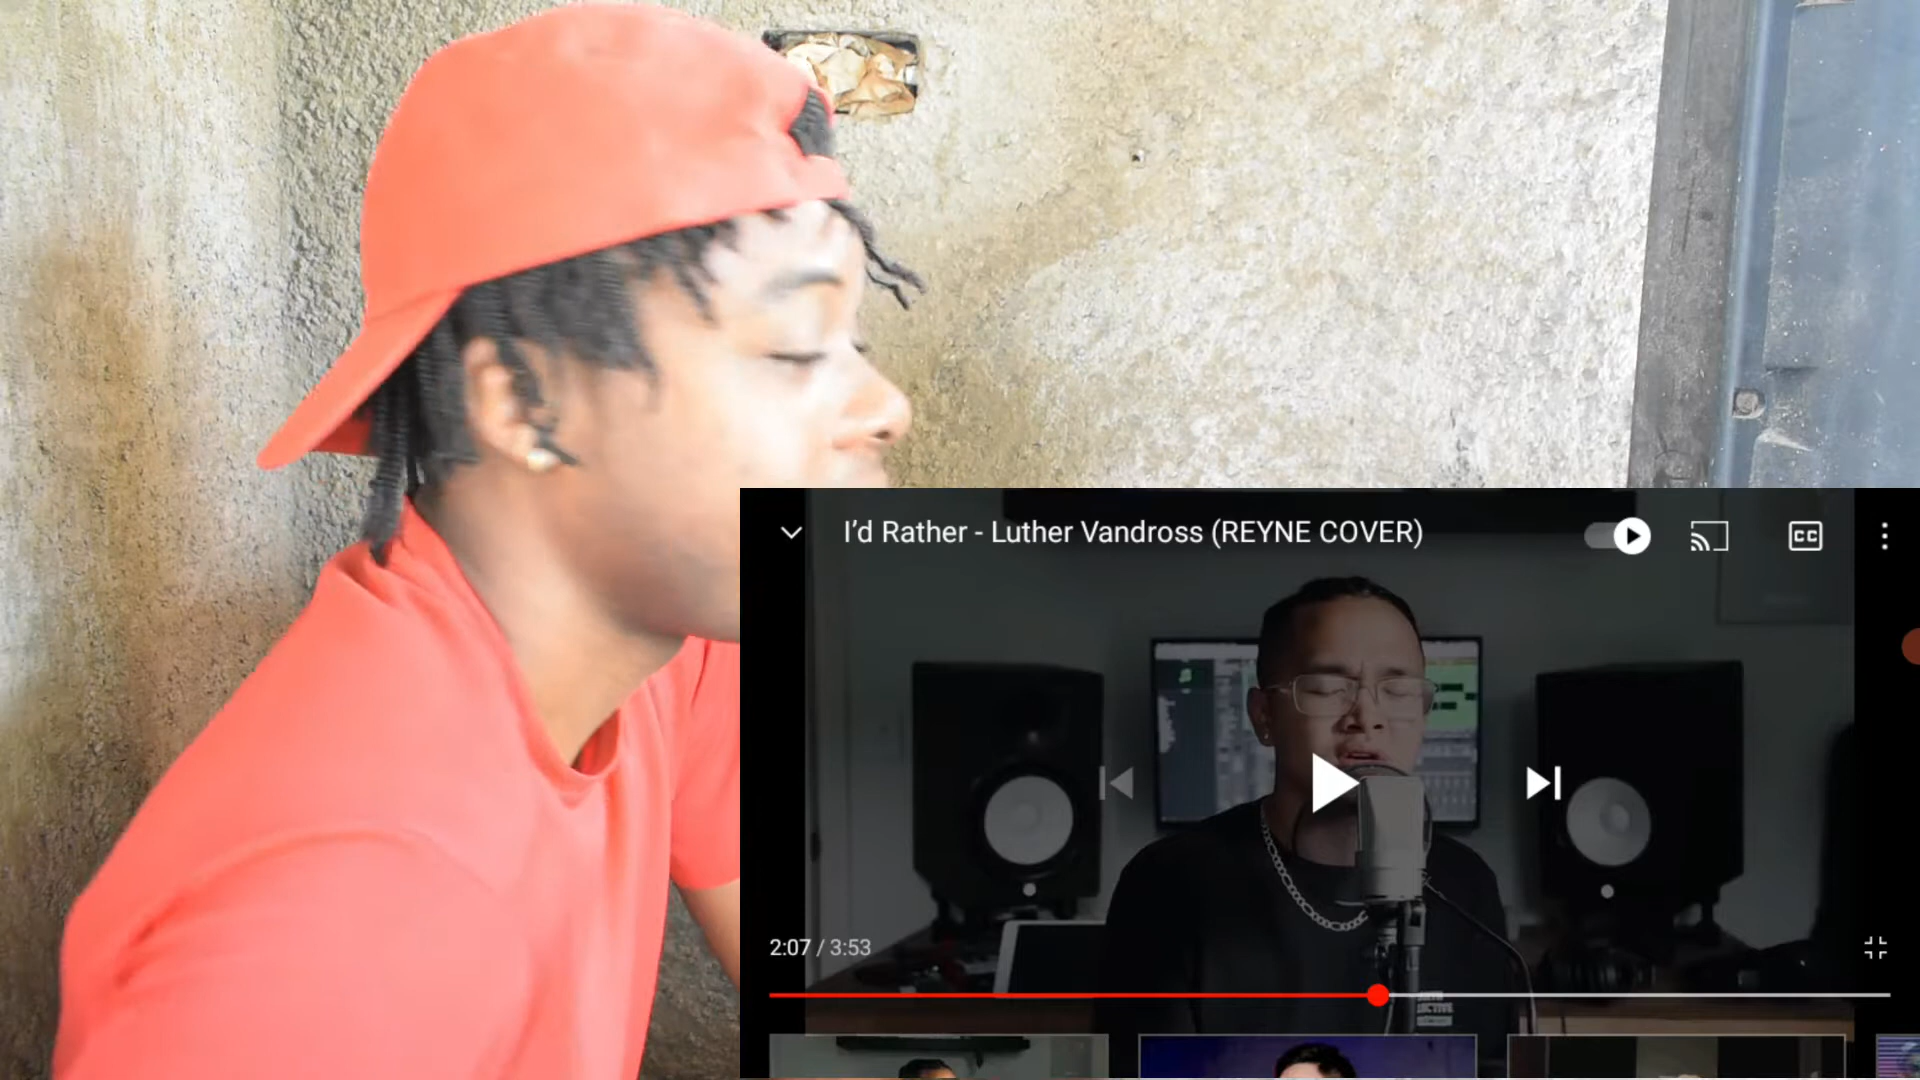 I’d Rather - Luther Vandross (REYNE COVER)
CC
2:07 / 3:53